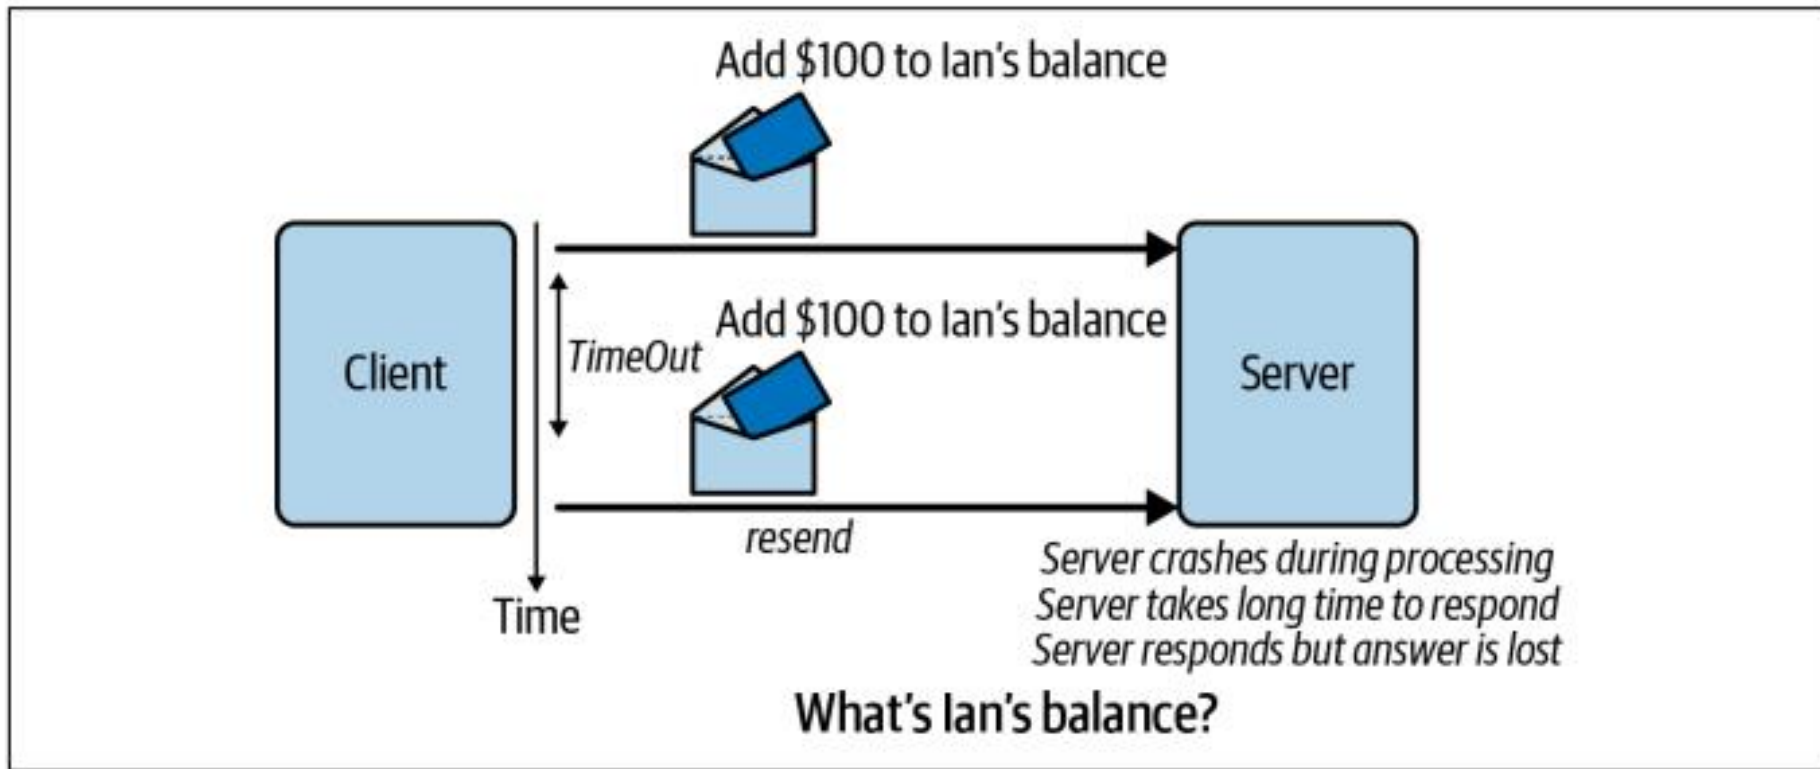 Add $100 to Ian's balance
Add $100 to Ian's balance
TimeOut
Client
Server
resend
Server crashes during processing
Server takes long time to respond
Server responds but answer is lost
Time
What's Ian's balance?